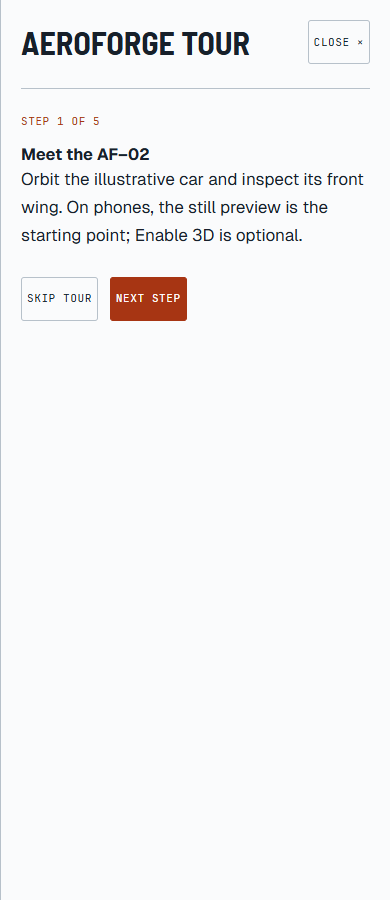 AEROFORGE TOUR
CLOSE ×
STEP 1 OF 5
Meet the AF–02
Orbit the illustrative car and inspect its front
wing. On phones, the still preview is the
starting point; Enable 3D is optional.
SKIP TOUR
NEXT STEP